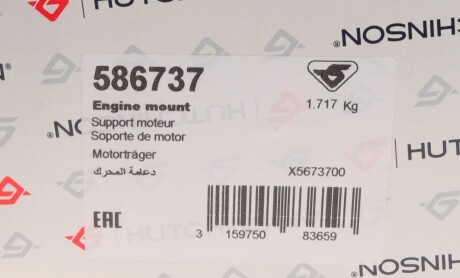 HUTCHINSON
586737
Engine mount
1.717 Kg
Support moteur
Soporte de motor
Motorträger
دعامة المحرك
X5673700
EAC
3 159750 83659
HUTCHINSON